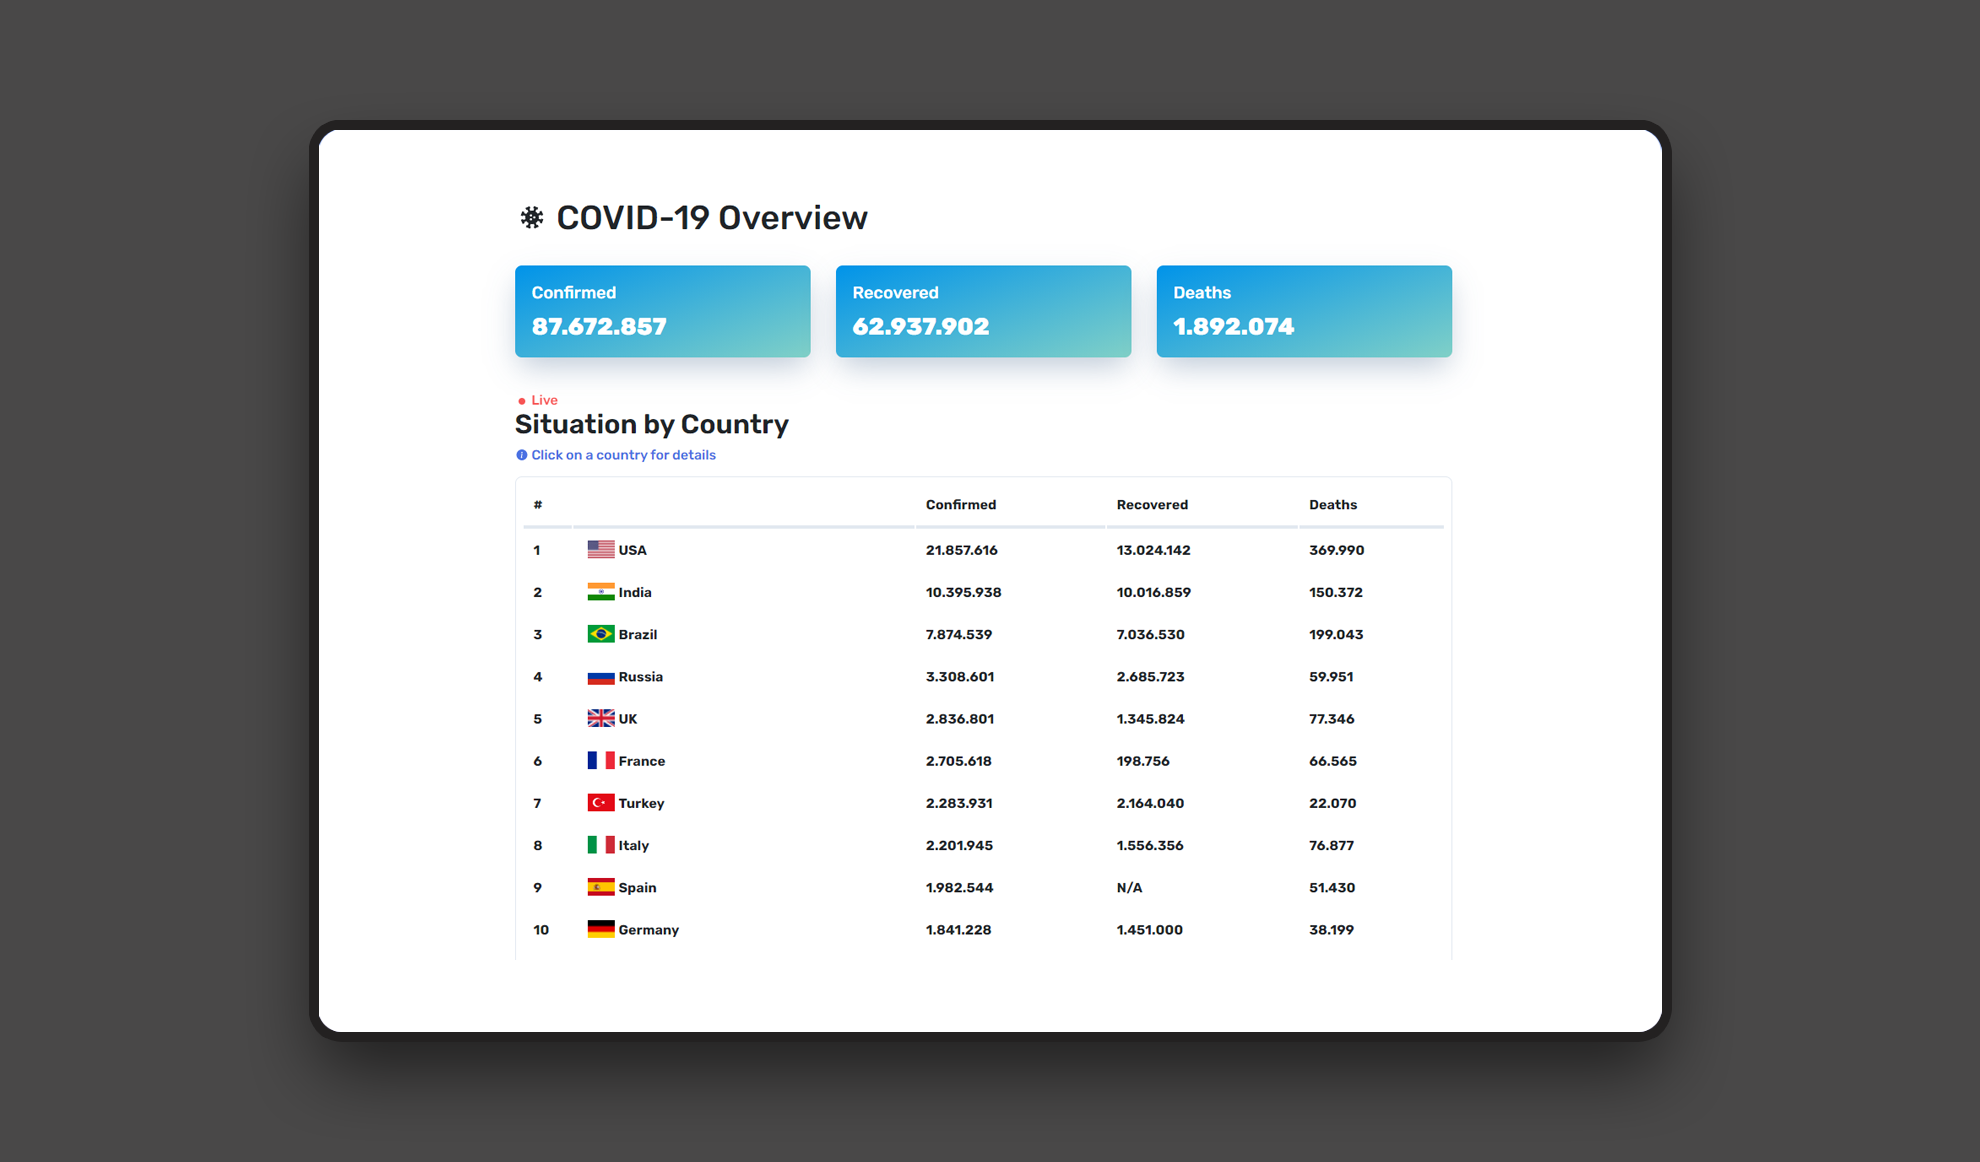 COVID-19 Overview
Confirmed
87.672.857
Recovered
62.937.902
Deaths
1.892.074
Live
Situation by Country
Click on a country for details
# Confirmed Recovered Deaths
1 USA 21.857.616 13.024.142 369.990
2 India 10.395.938 10.016.859 150.372
3 Brazil 7.874.539 7.036.530 199.043
4 Russia 3.308.601 2.685.723 59.951
5 UK 2.836.801 1.345.824 77.346
6 France 2.705.618 198.756 66.565
7 Turkey 2.283.931 2.164.040 22.070
8 Italy 2.201.945 1.556.356 76.877
9 Spain 1.982.544 N/A 51.430
10 Germany 1.841.228 1.451.000 38.199